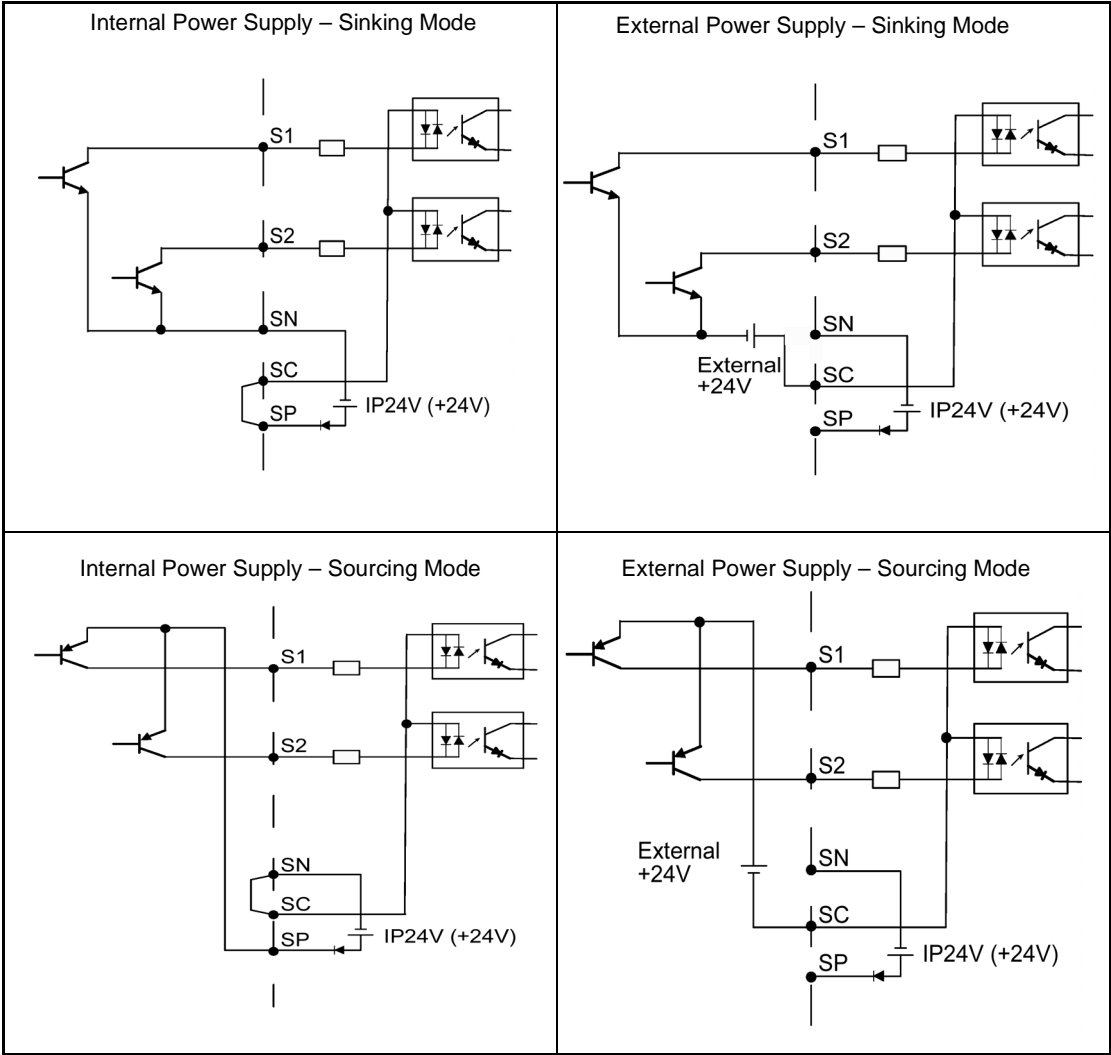 Internal Power Supply – Sinking Mode
S1
S2
SN
SC
SP
IP24V (+24V)
External Power Supply – Sinking Mode
S1
S2
SN
External
+24V
SC
SP
IP24V (+24V)
Internal Power Supply – Sourcing Mode
S1
S2
SN
SC
SP
IP24V (+24V)
External Power Supply – Sourcing Mode
S1
S2
External
+24V
SN
SC
SP
IP24V (+24V)